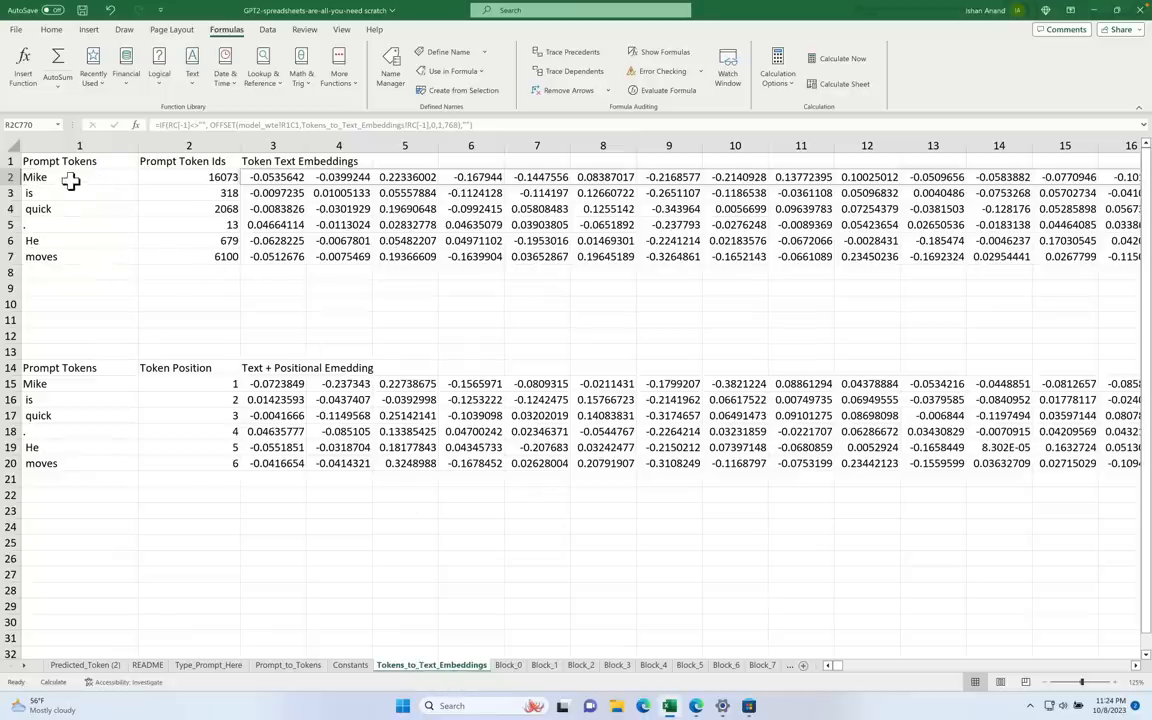 AutoSave Off GPT2-spreadsheets-are-all-you-need scratch Search Ishan Anand IA
File Home Insert Draw Page Layout Formulas Data Review View Help Comments Share
Insert Function AutoSum Recently Used Financial Logical Text Date & Time Lookup & Reference Math & Trig More Functions Name Manager Define Name Use in Formula Create from Selection Trace Precedents Trace Dependents Remove Arrows Show Formulas Error Checking Evaluate Formula Watch Window Calculation Options Calculate Now Calculate Sheet
Function Library Defined Names Formula Auditing Calculation
R2C770 fx =IF(RC[-1]<>"", OFFSET(model_wte!R1C1,Tokens_to_Text_Embeddings!RC[-1],0,1,768),"")
1 2 3 4 5 6 7 8 9 10 11 12 13 14 15 16
1 Prompt Tokens Prompt Token Ids Token Text Embeddings
2 Mike 16073 -0.0535642 -0.0399244 0.22336002 -0.167944 -0.1447556 0.08387017 -0.2168577 -0.2140928 0.13772395 0.10025012 -0.0509656 -0.0583882 -0.0770946 -0.10
3 is 318 -0.0097235 0.01005133 0.05557884 -0.1124128 -0.114197 0.12660722 -0.2651107 -0.1186538 -0.0361108 0.05096832 0.0040486 -0.0753268 0.05702734 -0.041
4 quick 2068 -0.0083826 -0.0301929 0.19690648 -0.0992415 0.05808483 0.1255142 -0.343964 0.0056699 0.09639783 0.07254379 -0.0381503 -0.128176 0.05285898 0.0567
5 . 13 0.04664114 -0.0113024 0.02832778 0.04635079 0.03903805 -0.0651892 -0.237793 -0.0276248 -0.0089369 0.05423654 0.02650536 -0.0183138 0.04464085 0.0338
6 He 679 -0.0628225 -0.0067801 0.05482207 0.04971102 -0.1953016 0.01469301 -0.2241214 0.02183576 -0.0672066 -0.0028431 -0.185474 -0.0046237 0.17030545 0.042
7 moves 6100 -0.0512676 -0.0075469 0.19366609 -0.1639904 0.03652867 0.19645189 -0.3264861 -0.1652143 -0.0661089 0.23450236 -0.1692324 0.02954441 0.0267799 -0.115
8
9
10
11
12
13
14 Prompt Tokens Token Position Text + Positional Emedding
15 Mike 1 -0.0723849 -0.237343 0.22738675 -0.1565971 -0.0809315 -0.0211431 -0.1799207 -0.3821224 0.08861294 0.04378884 -0.0534216 -0.0448851 -0.0812657 -0.085
16 is 2 0.01423593 -0.0437407 -0.0392998 -0.1253222 -0.1242475 0.15766723 -0.2141962 0.06617522 0.00749735 0.06949555 -0.0379585 -0.0840952 0.01778117 -0.024
17 quick 3 -0.0041666 -0.1149568 0.25142141 -0.1039098 0.03202019 0.14083831 -0.3174657 0.06491473 0.09101275 0.08698098 -0.006844 -0.1197494 0.03597144 0.0807
18 . 4 0.04635777 -0.085105 0.13385425 0.04700242 0.02346371 -0.0544767 -0.2264214 0.03231859 -0.0221707 0.06286672 0.03430829 -0.0070915 0.04209569 0.0432
19 He 5 -0.0551851 -0.0318704 0.18177843 0.04345733 -0.207683 0.03242477 -0.2150212 0.07397148 -0.0680859 0.0052924 -0.1658449 8.302E-05 0.1632724 0.0513
20 moves 6 -0.0416654 -0.0414321 0.3248988 -0.1678452 0.02628004 0.20791907 -0.3108249 -0.1168797 -0.0753199 0.23442123 -0.1559599 0.03632709 0.02715029 -0.109
21
22
23
24
25
26
27
28
29
30
31
32
Predicted_Token (2) README Type_Prompt_Here Prompt_to_Tokens Constants Tokens_to_Text_Embeddings Block_0 Block_1 Block_2 Block_3 Block_4 Block_5 Block_6 Block_7 ...
Ready Calculate Accessibility: Investigate 125%
56°F
Mostly cloudy
Search
11:24 PM
10/8/2023